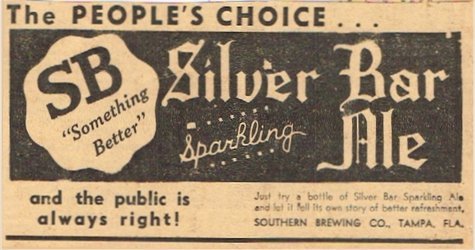 The PEOPLE'S CHOICE . . .
SB
"Something
Better"
Silver Bar
Sparkling
Ale
and the public is
always right!
Just try a bottle of Silver Bar Sparkling Ale
and let it tell its own story of better refreshment.
SOUTHERN BREWING CO., TAMPA, FLA.